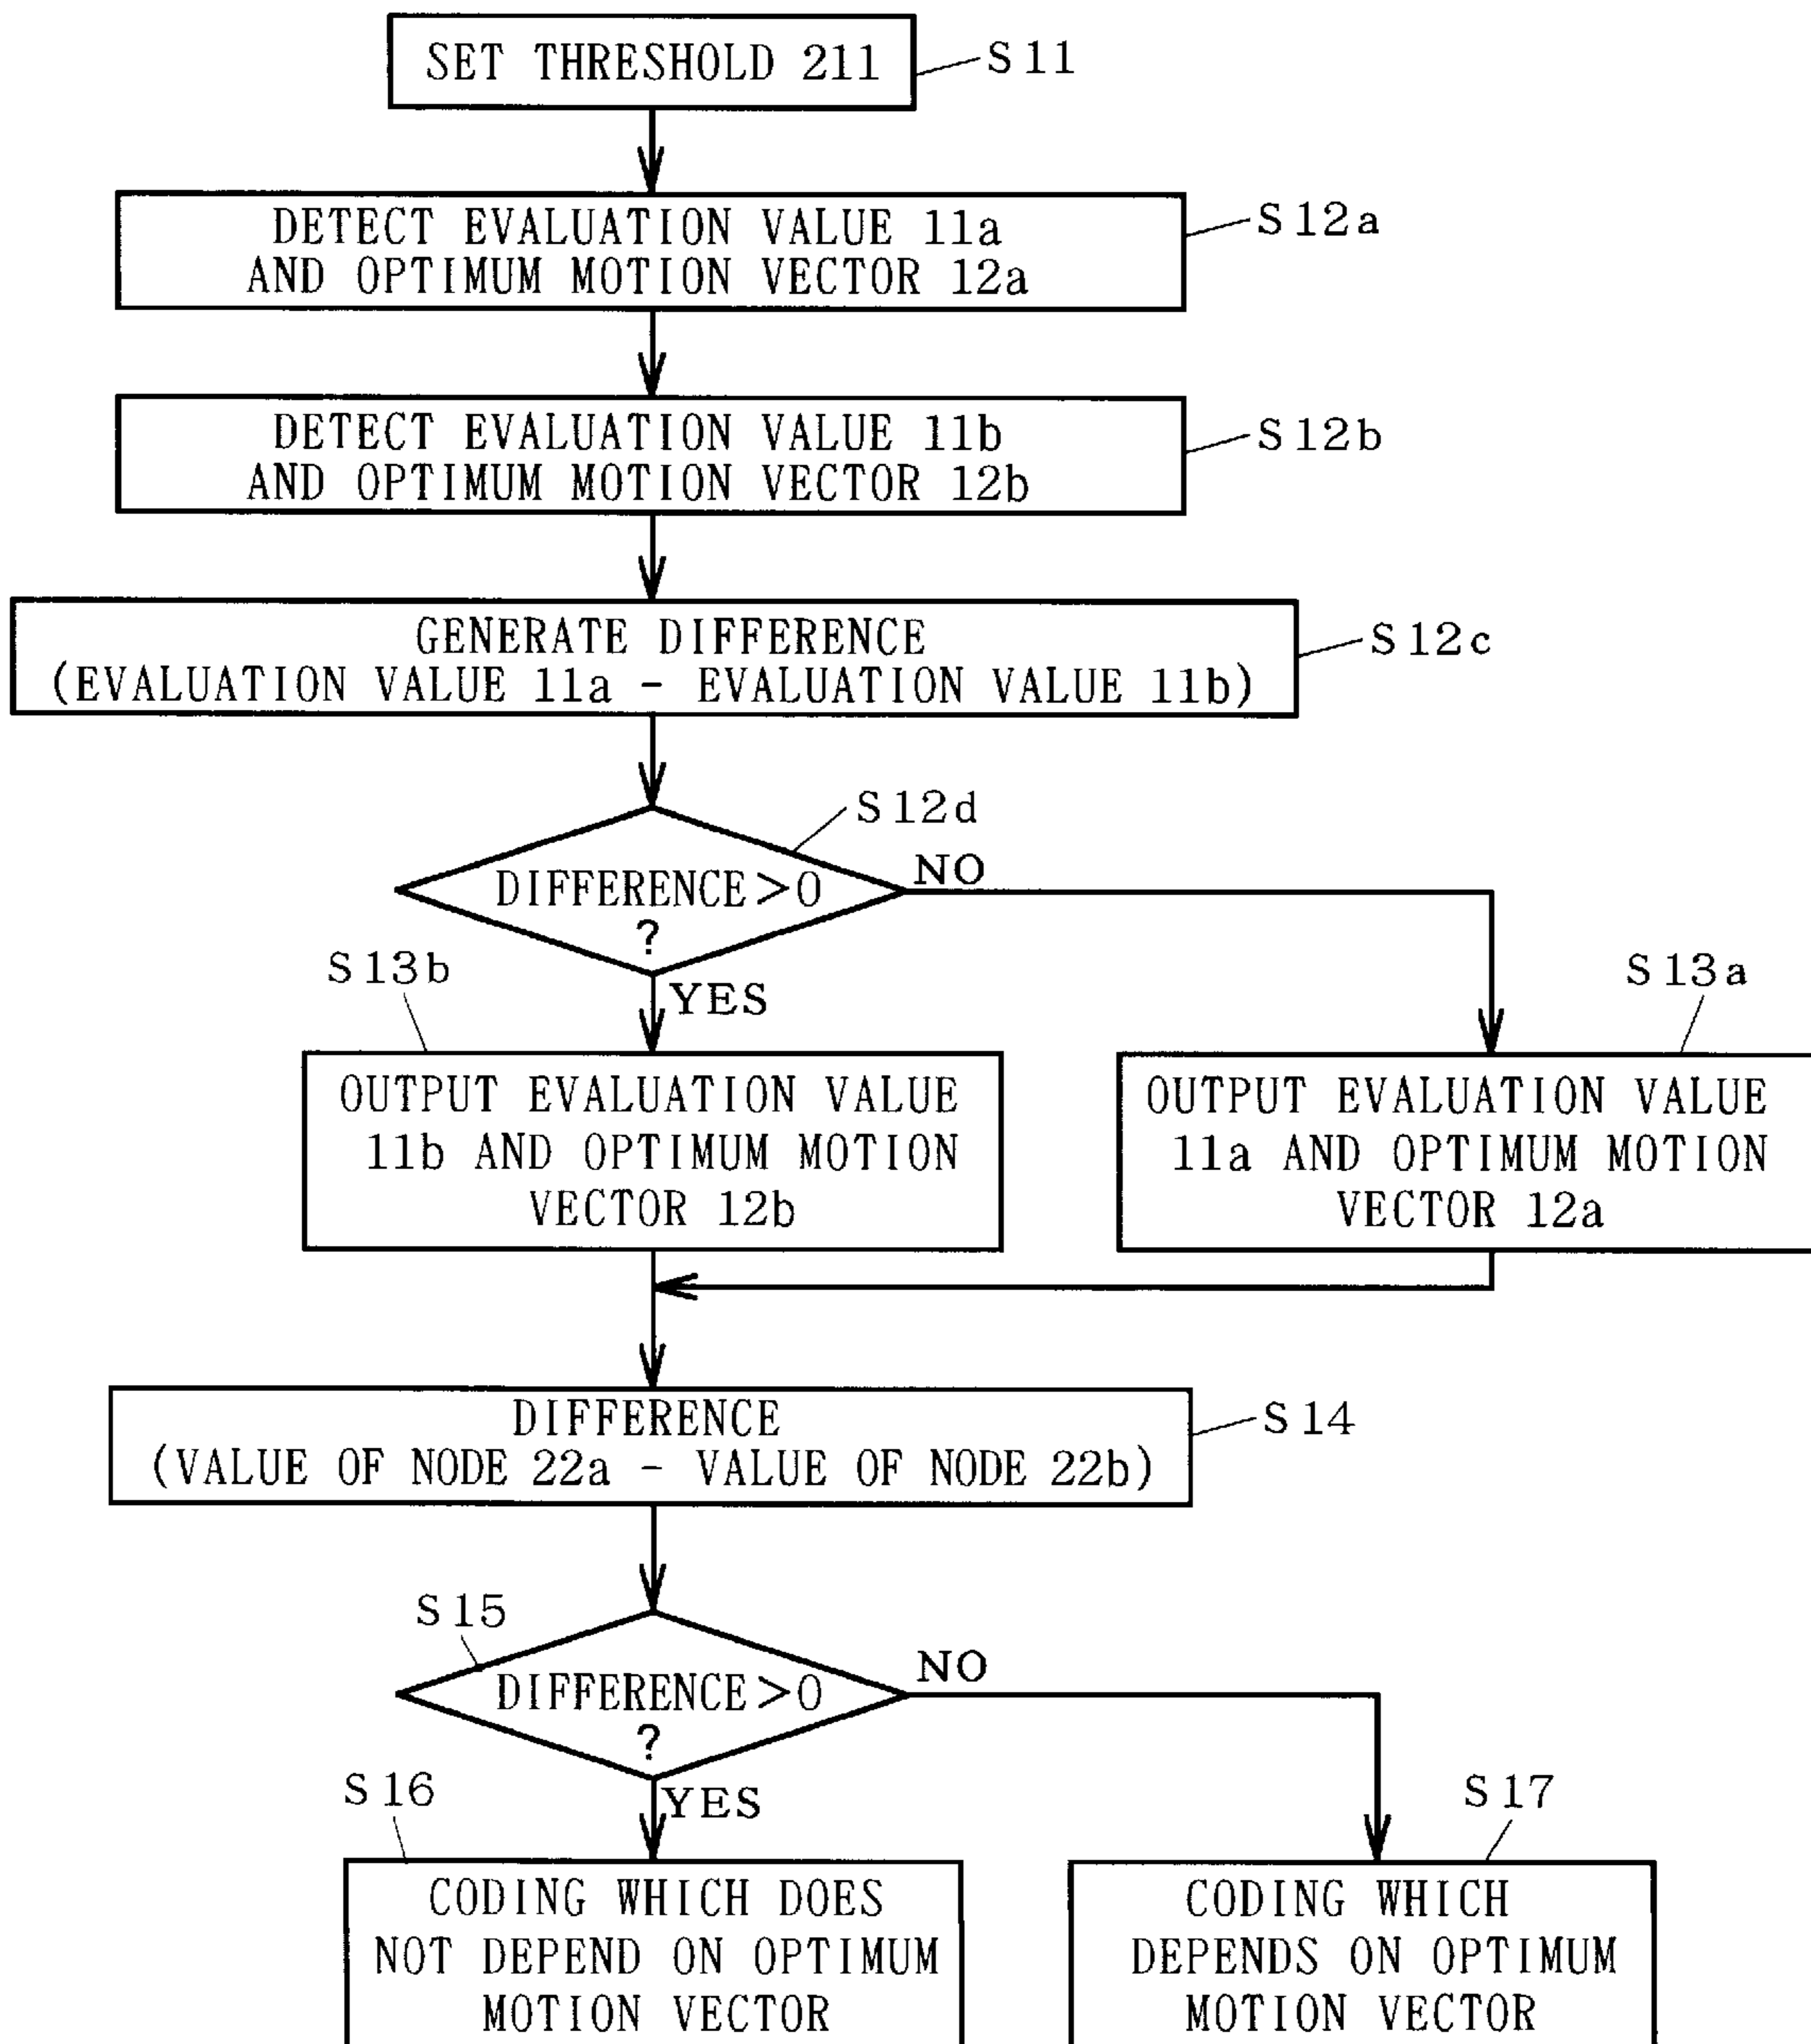 SET THRESHOLD 211
S11
DETECT EVALUATION VALUE 11a
AND OPTIMUM MOTION VECTOR 12a
S12a
DETECT EVALUATION VALUE 11b
AND OPTIMUM MOTION VECTOR 12b
S12b
GENERATE DIFFERENCE
(EVALUATION VALUE 11a - EVALUATION VALUE 11b)
S12c
S12d
DIFFERENCE>0
?
NO
YES
S13b
S13a
OUTPUT EVALUATION VALUE
11b AND OPTIMUM MOTION
VECTOR 12b
OUTPUT EVALUATION VALUE
11a AND OPTIMUM MOTION
VECTOR 12a
DIFFERENCE
(VALUE OF NODE 22a - VALUE OF NODE 22b)
S14
S15
DIFFERENCE>0
?
NO
YES
S16
S17
CODING WHICH DOES
NOT DEPEND ON OPTIMUM
MOTION VECTOR
CODING WHICH
DEPENDS ON OPTIMUM
MOTION VECTOR